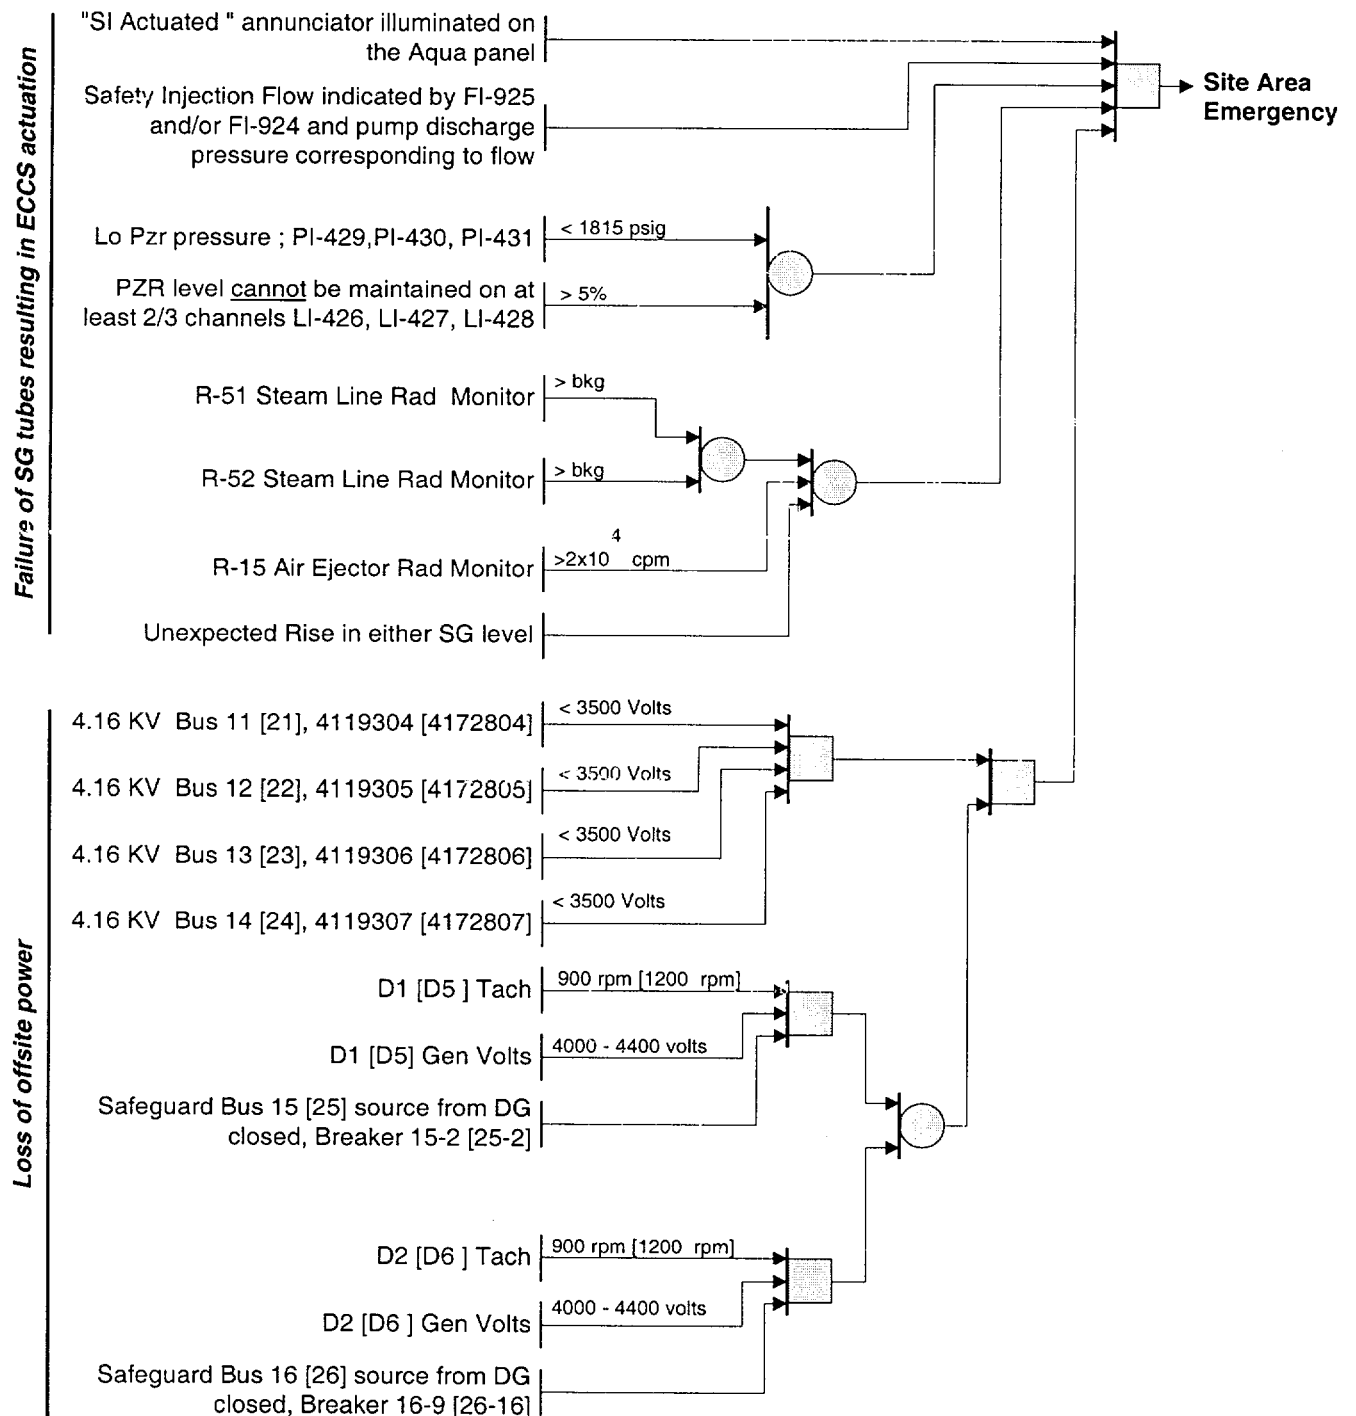 Failure of SG tubes resulting in ECCS actuation
"SI Actuated " annunciator illuminated on
the Aqua panel
Safety Injection Flow indicated by FI-925
and/or FI-924 and pump discharge
pressure corresponding to flow
Site Area
Emergency
Lo Pzr pressure ; PI-429,PI-430, PI-431
< 1815 psig
PZR level cannot be maintained on at
least 2/3 channels LI-426, LI-427, LI-428
> 5%
R-51 Steam Line Rad Monitor
> bkg
R-52 Steam Line Rad Monitor
> bkg
R-15 Air Ejector Rad Monitor
>2x10⁴ cpm
Unexpected Rise in either SG level
Loss of offsite power
4.16 KV Bus 11 [21], 4119304 [4172804]
< 3500 Volts
4.16 KV Bus 12 [22], 4119305 [4172805]
< 3500 Volts
4.16 KV Bus 13 [23], 4119306 [4172806]
< 3500 Volts
4.16 KV Bus 14 [24], 4119307 [4172807]
< 3500 Volts
D1 [D5 ] Tach
900 rpm [1200 rpm]
D1 [D5] Gen Volts
4000 - 4400 volts
Safeguard Bus 15 [25] source from DG
closed, Breaker 15-2 [25-2]
D2 [D6 ] Tach
900 rpm [1200 rpm]
D2 [D6 ] Gen Volts
4000 - 4400 volts
Safeguard Bus 16 [26] source from DG
closed, Breaker 16-9 [26-16]